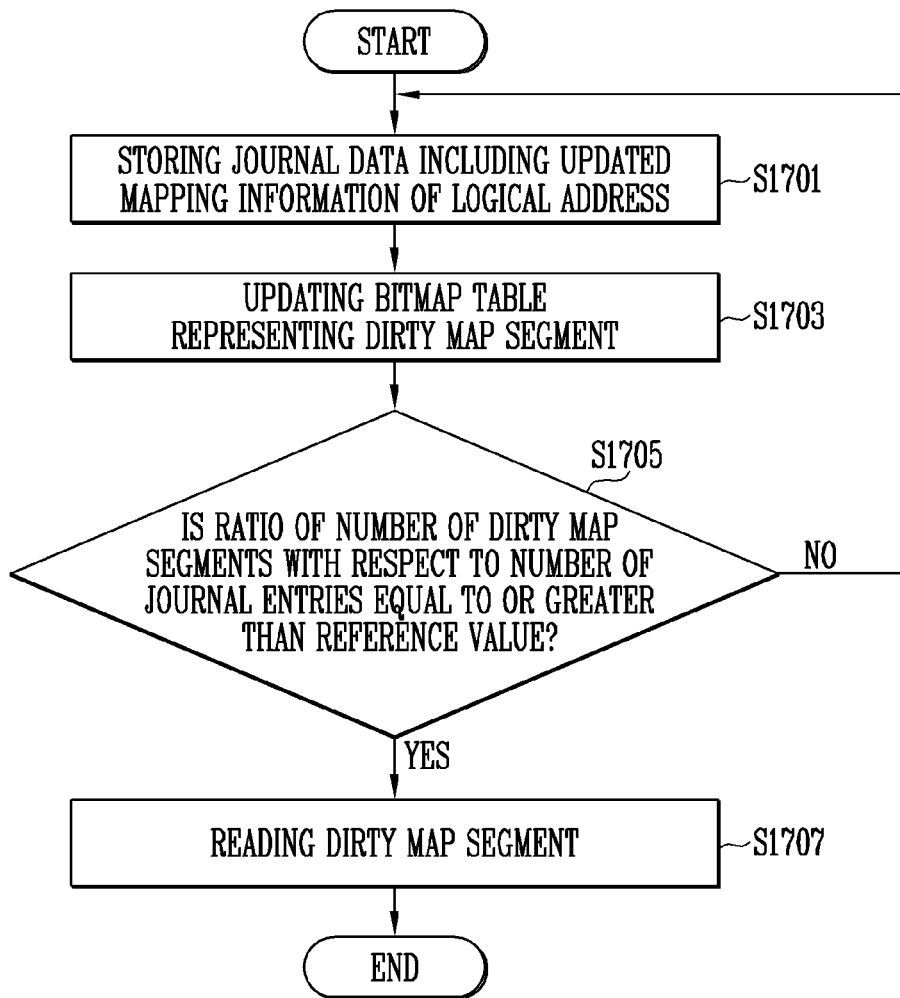 START
STORING JOURNAL DATA INCLUDING UPDATED
MAPPING INFORMATION OF LOGICAL ADDRESS
S1701
UPDATING BITMAP TABLE
REPRESENTING DIRTY MAP SEGMENT
S1703
S1705
IS RATIO OF NUMBER OF DIRTY MAP
SEGMENTS WITH RESPECT TO NUMBER OF
JOURNAL ENTRIES EQUAL TO OR GREATER
THAN REFERENCE VALUE?
NO
YES
READING DIRTY MAP SEGMENT
S1707
END